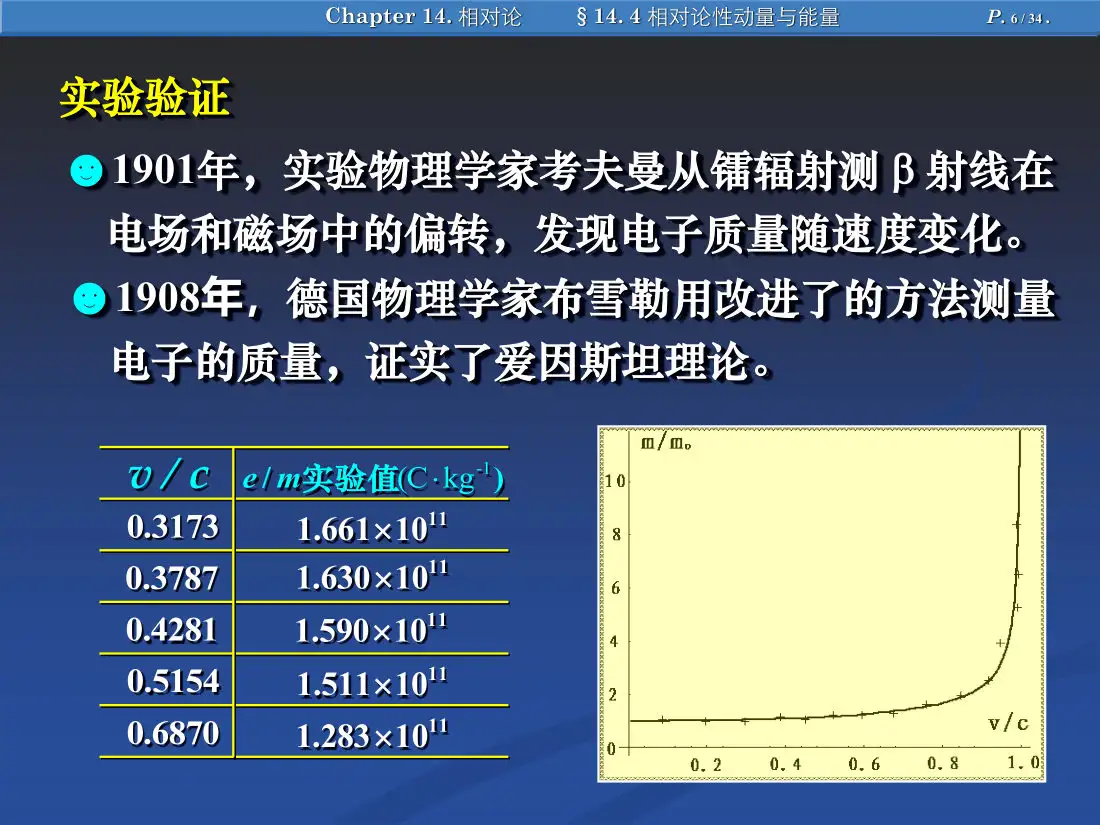 Chapter 14. 相对论 §14.4 相对论性动量与能量 P. 6/34.
实验验证
1901年，实验物理学家考夫曼从镭辐射测 β 射线在
电场和磁场中的偏转，发现电子质量随速度变化。
1908年，德国物理学家布雪勒用改进了的方法测量
电子的质量，证实了爱因斯坦理论。
v / c e / m实验值(C·kg⁻¹)
0.3173 1.661×10¹¹
0.3787 1.630×10¹¹
0.4281 1.590×10¹¹
0.5154 1.511×10¹¹
0.6870 1.283×10¹¹
m/m₀
10
8
6
4
2
v/c
0
0.2 0.4 0.6 0.8 1.0